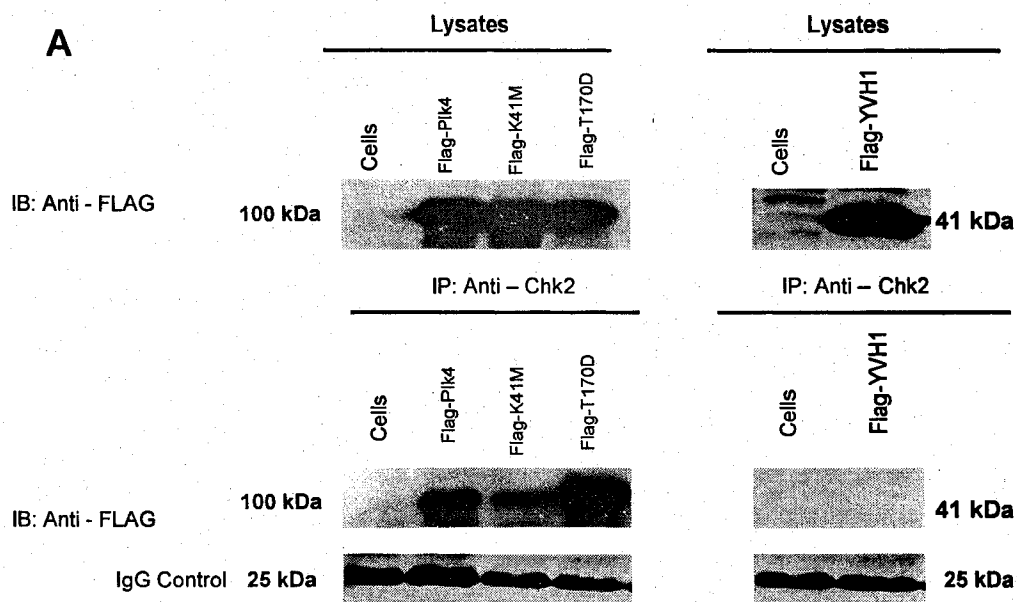 A
Lysates
Lysates
Cells
Flag-Plk4
Flag-K41M
Flag-T170D
Cells
Flag-YVH1
IB: Anti - FLAG
100 kDa
41 kDa
IP: Anti – Chk2
IP: Anti – Chk2
Cells
Flag-Plk4
Flag-K41M
Flag-T170D
Cells
Flag-YVH1
IB: Anti - FLAG
100 kDa
41 kDa
IgG Control
25 kDa
25 kDa